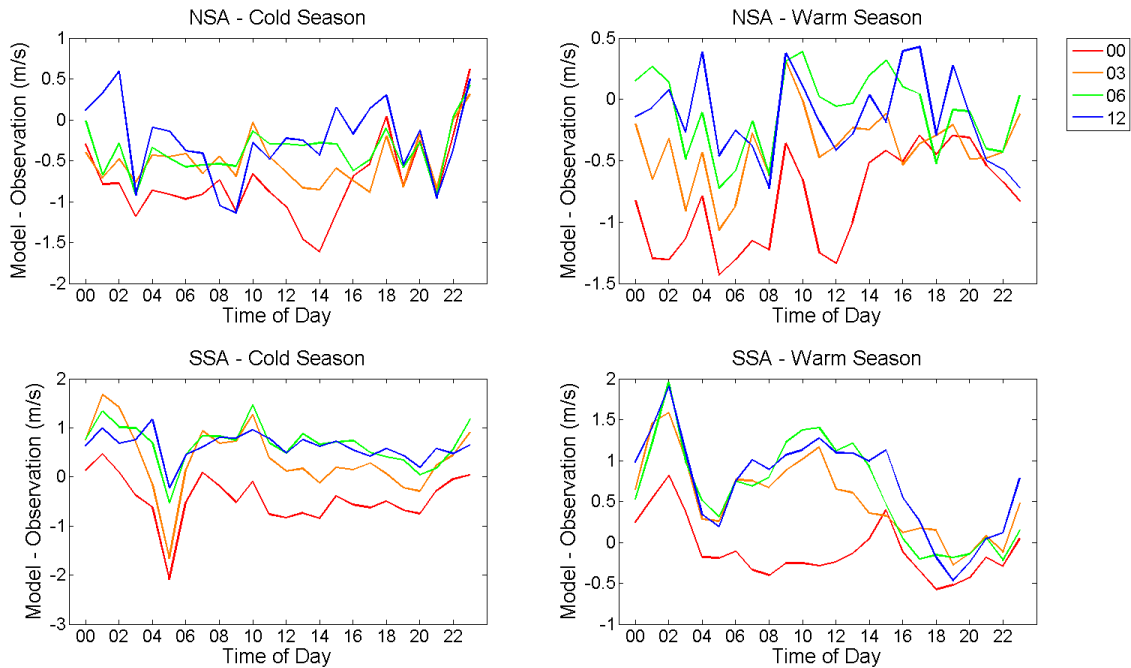 NSA - Cold Season
Model - Observation (m/s)
1
0.5
0
-0.5
-1
-1.5
-2
00 02 04 06 08 10 12 14 16 18 20 22
Time of Day
NSA - Warm Season
Model - Observation (m/s)
0.5
0
-0.5
-1
-1.5
00 02 04 06 08 10 12 14 16 18 20 22
Time of Day
00
03
06
12
SSA - Cold Season
Model - Observation (m/s)
2
1
0
-1
-2
-3
00 02 04 06 08 10 12 14 16 18 20 22
Time of Day
SSA - Warm Season
Model - Observation (m/s)
2
1.5
1
0.5
0
-0.5
-1
00 02 04 06 08 10 12 14 16 18 20 22
Time of Day